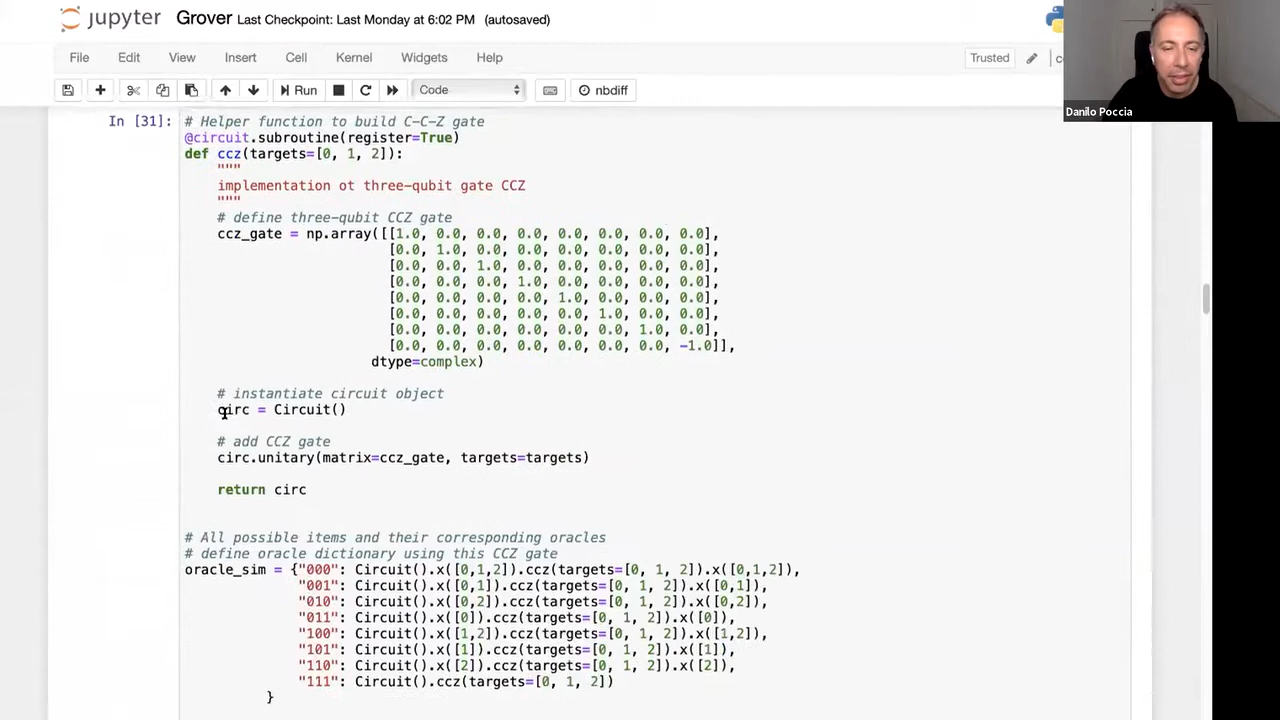 jupyter Grover Last Checkpoint: Last Monday at 6:02 PM (autosaved)
File Edit View Insert Cell Kernel Widgets Help Trusted
Run Code nbdiff
Danilo Poccia
In [31]: # Helper function to build C-C-Z gate
@circuit.subroutine(register=True)
def ccz(targets=[0, 1, 2]):
"""
implementation ot three-qubit gate CCZ
"""
# define three-qubit CCZ gate
ccz_gate = np.array([[1.0, 0.0, 0.0, 0.0, 0.0, 0.0, 0.0, 0.0],
[0.0, 1.0, 0.0, 0.0, 0.0, 0.0, 0.0, 0.0],
[0.0, 0.0, 1.0, 0.0, 0.0, 0.0, 0.0, 0.0],
[0.0, 0.0, 0.0, 1.0, 0.0, 0.0, 0.0, 0.0],
[0.0, 0.0, 0.0, 0.0, 1.0, 0.0, 0.0, 0.0],
[0.0, 0.0, 0.0, 0.0, 0.0, 1.0, 0.0, 0.0],
[0.0, 0.0, 0.0, 0.0, 0.0, 0.0, 1.0, 0.0],
[0.0, 0.0, 0.0, 0.0, 0.0, 0.0, 0.0, -1.0]],
dtype=complex)
# instantiate circuit object
circ = Circuit()
# add CCZ gate
circ.unitary(matrix=ccz_gate, targets=targets)
return circ
# All possible items and their corresponding oracles
# define oracle dictionary using this CCZ gate
oracle_sim = {"000": Circuit().x([0,1,2]).ccz(targets=[0, 1, 2]).x([0,1,2]),
"001": Circuit().x([0,1]).ccz(targets=[0, 1, 2]).x([0,1]),
"010": Circuit().x([0,2]).ccz(targets=[0, 1, 2]).x([0,2]),
"011": Circuit().x([0]).ccz(targets=[0, 1, 2]).x([0]),
"100": Circuit().x([1,2]).ccz(targets=[0, 1, 2]).x([1,2]),
"101": Circuit().x([1]).ccz(targets=[0, 1, 2]).x([1]),
"110": Circuit().x([2]).ccz(targets=[0, 1, 2]).x([2]),
"111": Circuit().ccz(targets=[0, 1, 2])
}